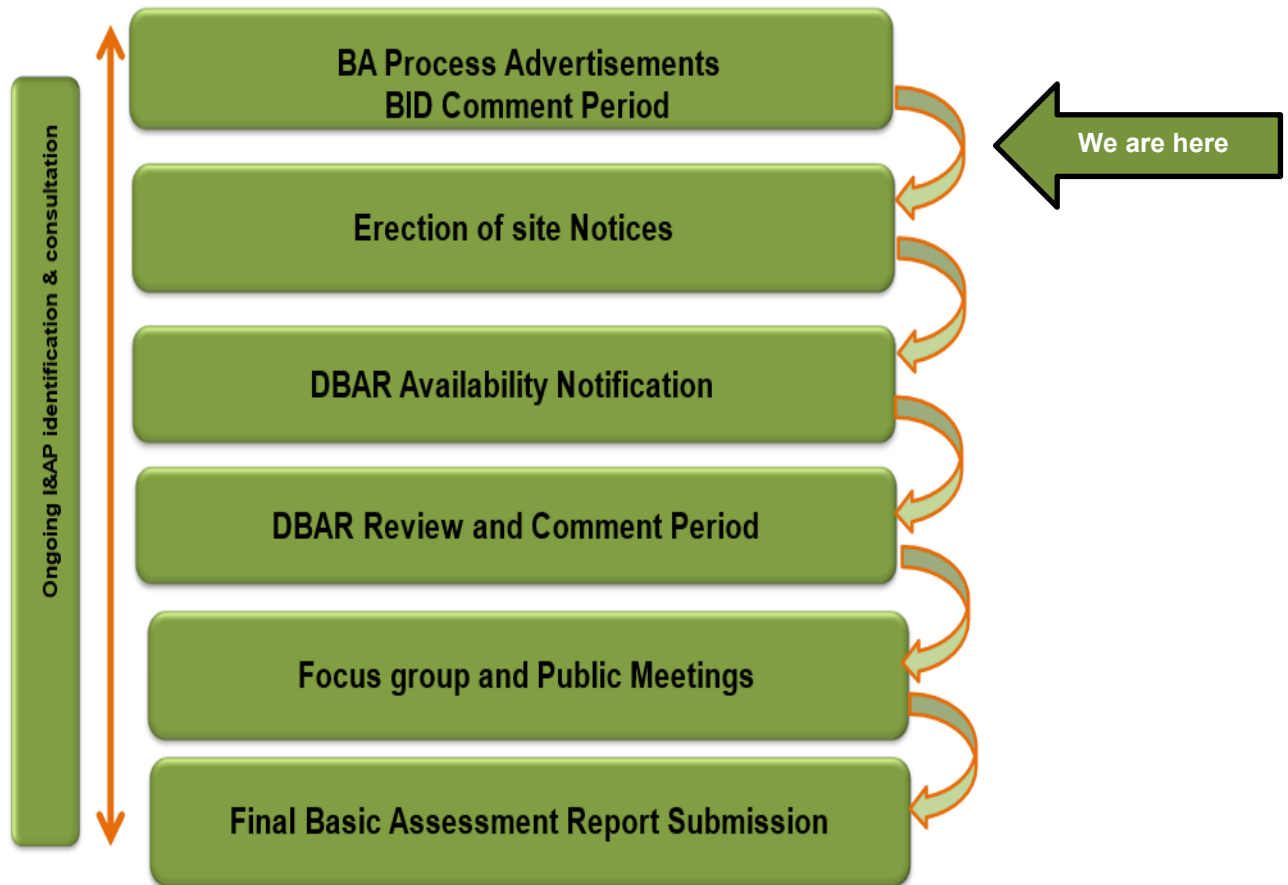 BA Process Advertisements
BID Comment Period
We are here
Erection of site Notices
DBAR Availability Notification
DBAR Review and Comment Period
Focus group and Public Meetings
Final Basic Assessment Report Submission
Ongoing I&AP identification & consultation